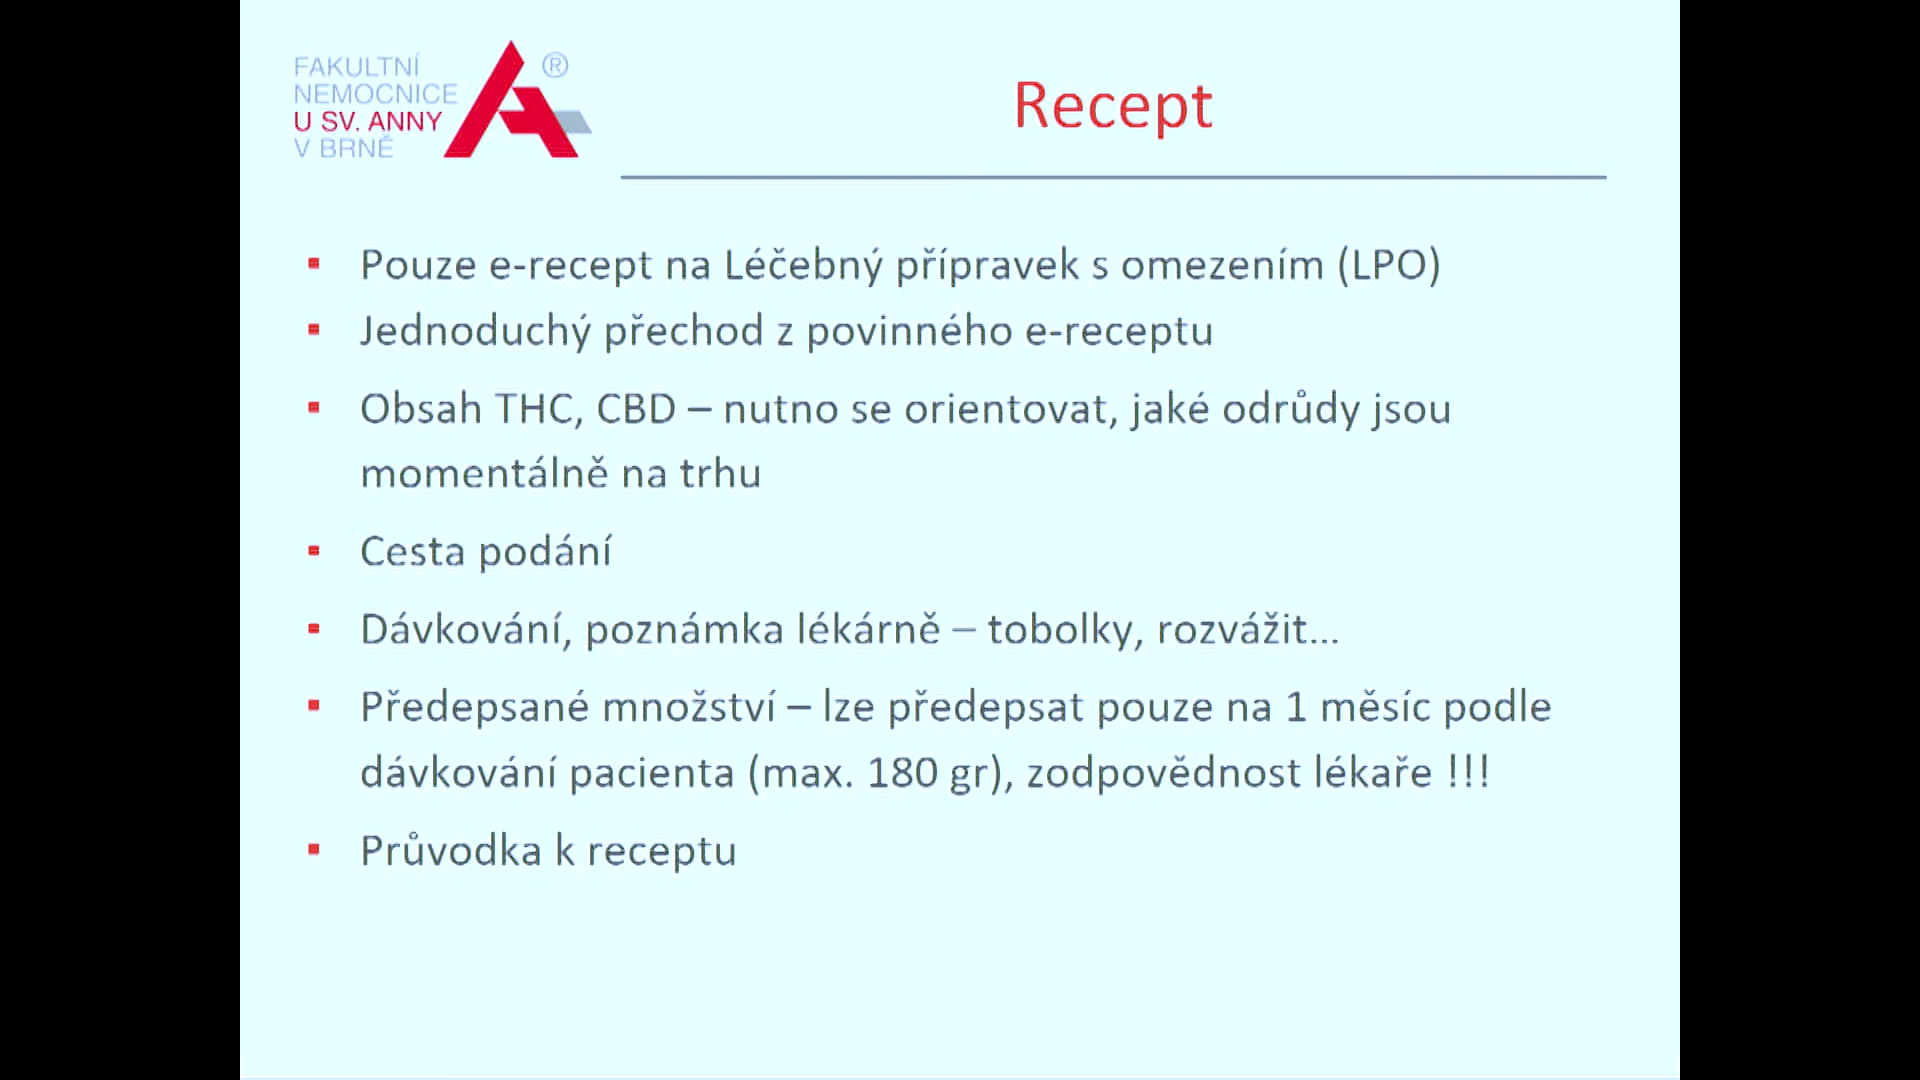 FAKULTNÍ
NEMOCNICE
U SV. ANNY
V BRNĚ
®
Recept
▪ Pouze e-recept na Léčebný přípravek s omezením (LPO)
▪ Jednoduchý přechod z povinného e-receptu
▪ Obsah THC, CBD – nutno se orientovat, jaké odrůdy jsou
momentálně na trhu
▪ Cesta podání
▪ Dávkování, poznámka lékárně – tobolky, rozvážit...
▪ Předepsané množství – lze předepsat pouze na 1 měsíc podle
dávkování pacienta (max. 180 gr), zodpovědnost lékaře !!!
▪ Průvodka k receptu